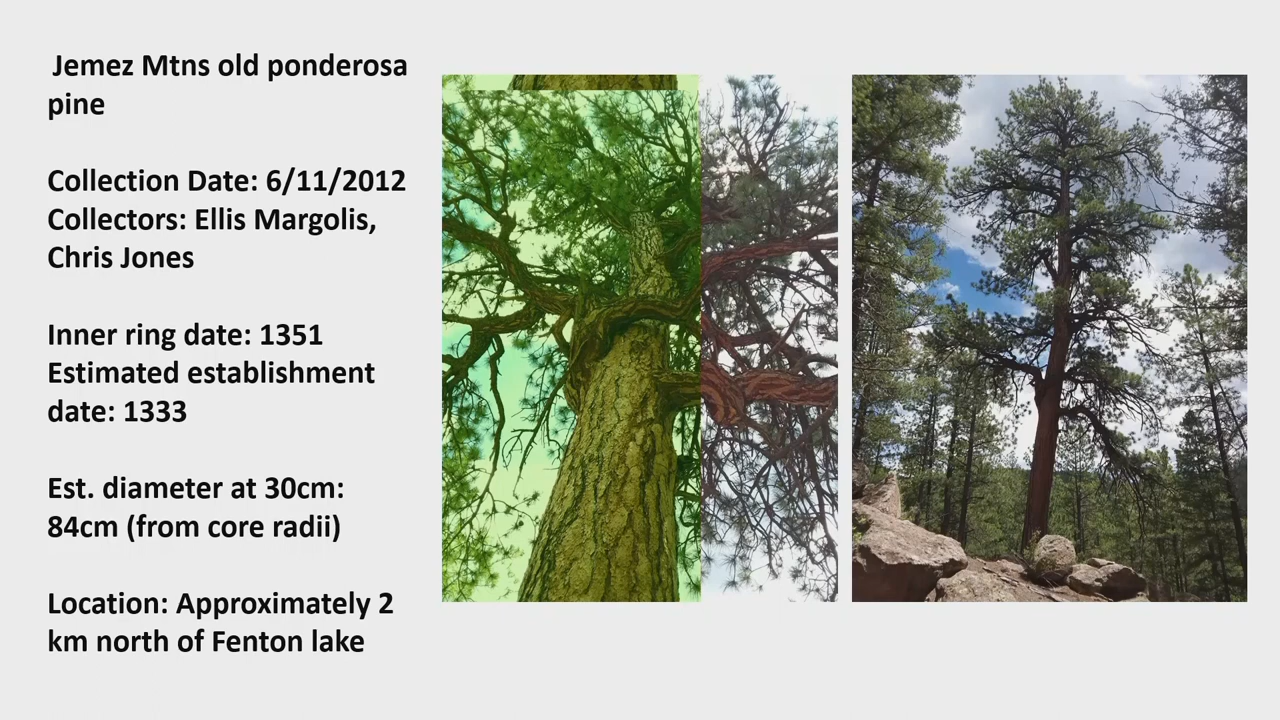 Jemez Mtns old ponderosa
pine
Collection Date: 6/11/2012
Collectors: Ellis Margolis,
Chris Jones
Inner ring date: 1351
Estimated establishment
date: 1333
Est. diameter at 30cm:
84cm (from core radii)
Location: Approximately 2
km north of Fenton lake